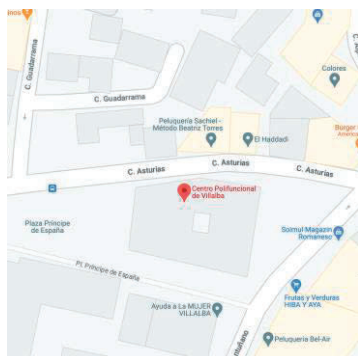 inos
C. Guadarrama
Colores
C. Guadarrama
Peluquería Sachiel -
Método Beatriz Torres
El Haddadi
Burger
C. Asturias
C. Asturias
C. Asturias
Centro Polifuncional
de Villalba
Plaza Príncipe
de España
Soimul Magazin
Romanesc
Pl. Príncipe de España
Frutas y Verduras
HIBA Y AYA
Ayuda a La MUJER
VILLALBA
Peluquería Bel-Air